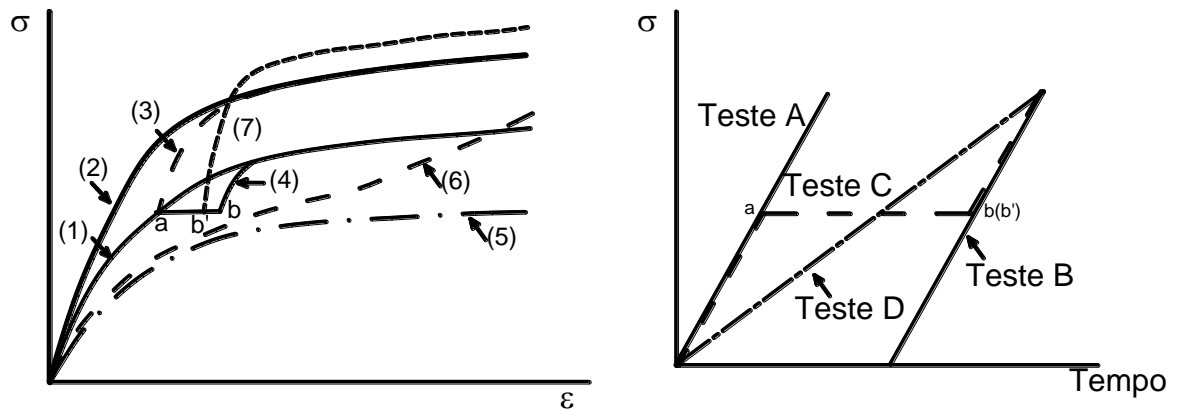 σ
(3)
(7)
(2)
(4)
(6)
a
b'
b
(1)
(5)
ε
σ
Teste A
Teste C
a
b(b')
Teste B
Teste D
Tempo